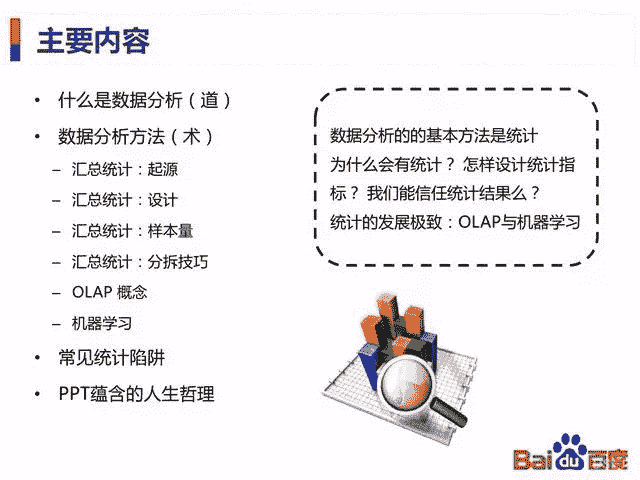 主要内容
• 什么是数据分析（道）
• 数据分析方法（术）
– 汇总统计：起源
– 汇总统计：设计
– 汇总统计：样本量
– 汇总统计：分拆技巧
– OLAP 概念
– 机器学习
• 常见统计陷阱
• PPT蕴含的人生哲理
数据分析的的基本方法是统计
为什么会有统计？ 怎样设计统计指
标？ 我们能信任统计结果么？
统计的发展极致：OLAP与机器学习
Bai du 百度